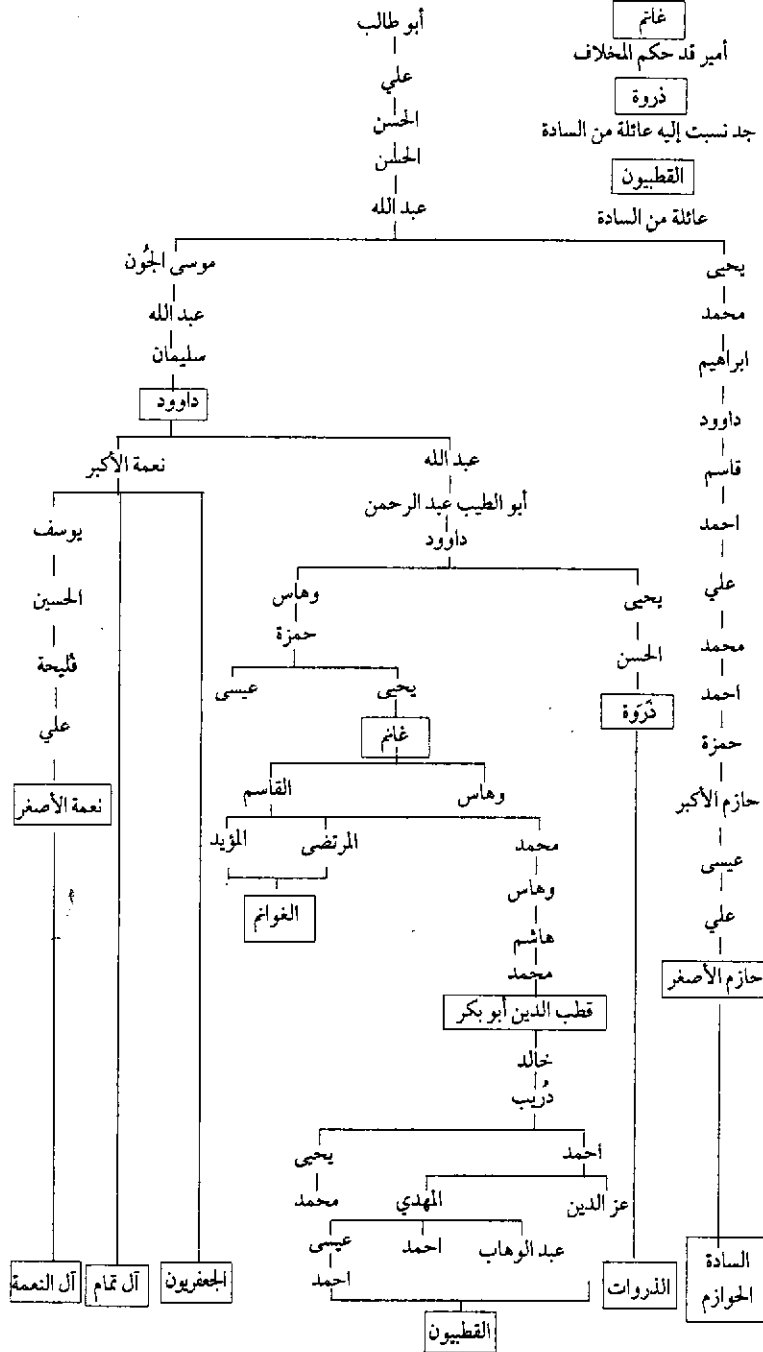 غانم
أمير قد حكم المخلاف
ذروة
جد نسبت إليه عائلة من السادة
القطبيون
عائلة من السادة
أبو طالب
علي
الحسن
الحسن
عبد الله
يحيى
محمد
ابراهيم
داوود
قاسم
احمد
علي
محمد
احمد
حمزة
حازم الأكبر
عيسى
علي
حازم الأصغر
السادة
الحوازم
موسى الجُون
عبد الله
سليمان
داوود
عبد الله
أبو الطيب عبد الرحمن
داوود
يحيى
الحسن
ذَرَوَة
الذروات
وهاس
حمزة
يحيى
عيسى
غانم
وهاس
القاسم
محمد
المرتضى
المؤيد
الغوانم
وهاس
هاشم
محمد
قطب الدين أبو بكر
خالد
دُريب
احمد
يحيى
محمد
عز الدين
المهدي
عبد الوهاب
احمد
عيسى
احمد
القطبيون
نعمة الأكبر
يوسف
الحسين
فُليحة
علي
نعمة الأصغر
الجعفريون
آل تمام
آل النعمة